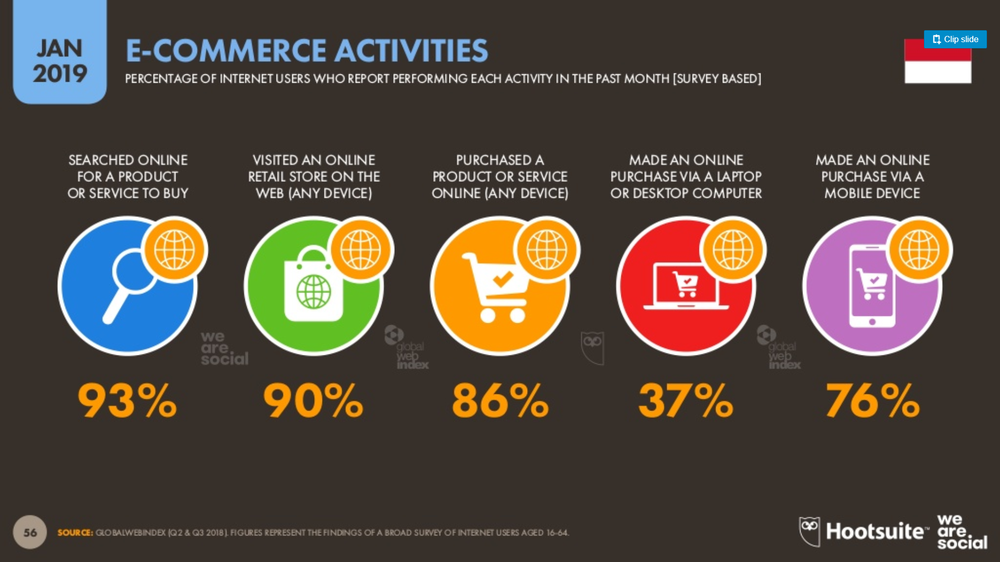 JAN
2019
E-COMMERCE ACTIVITIES
PERCENTAGE OF INTERNET USERS WHO REPORT PERFORMING EACH ACTIVITY IN THE PAST MONTH [SURVEY BASED]
Clip slide
SEARCHED ONLINE
FOR A PRODUCT
OR SERVICE TO BUY
93%
VISITED AN ONLINE
RETAIL STORE ON THE
WEB (ANY DEVICE)
90%
PURCHASED A
PRODUCT OR SERVICE
ONLINE (ANY DEVICE)
86%
MADE AN ONLINE
PURCHASE VIA A LAPTOP
OR DESKTOP COMPUTER
37%
MADE AN ONLINE
PURCHASE VIA A
MOBILE DEVICE
76%
we
are.
social
global
web
index
global
web
index
56
SOURCE: GLOBALWEBINDEX (Q2 & Q3 2018). FIGURES REPRESENT THE FINDINGS OF A BROAD SURVEY OF INTERNET USERS AGED 16-64.
Hootsuite™
we
are.
social